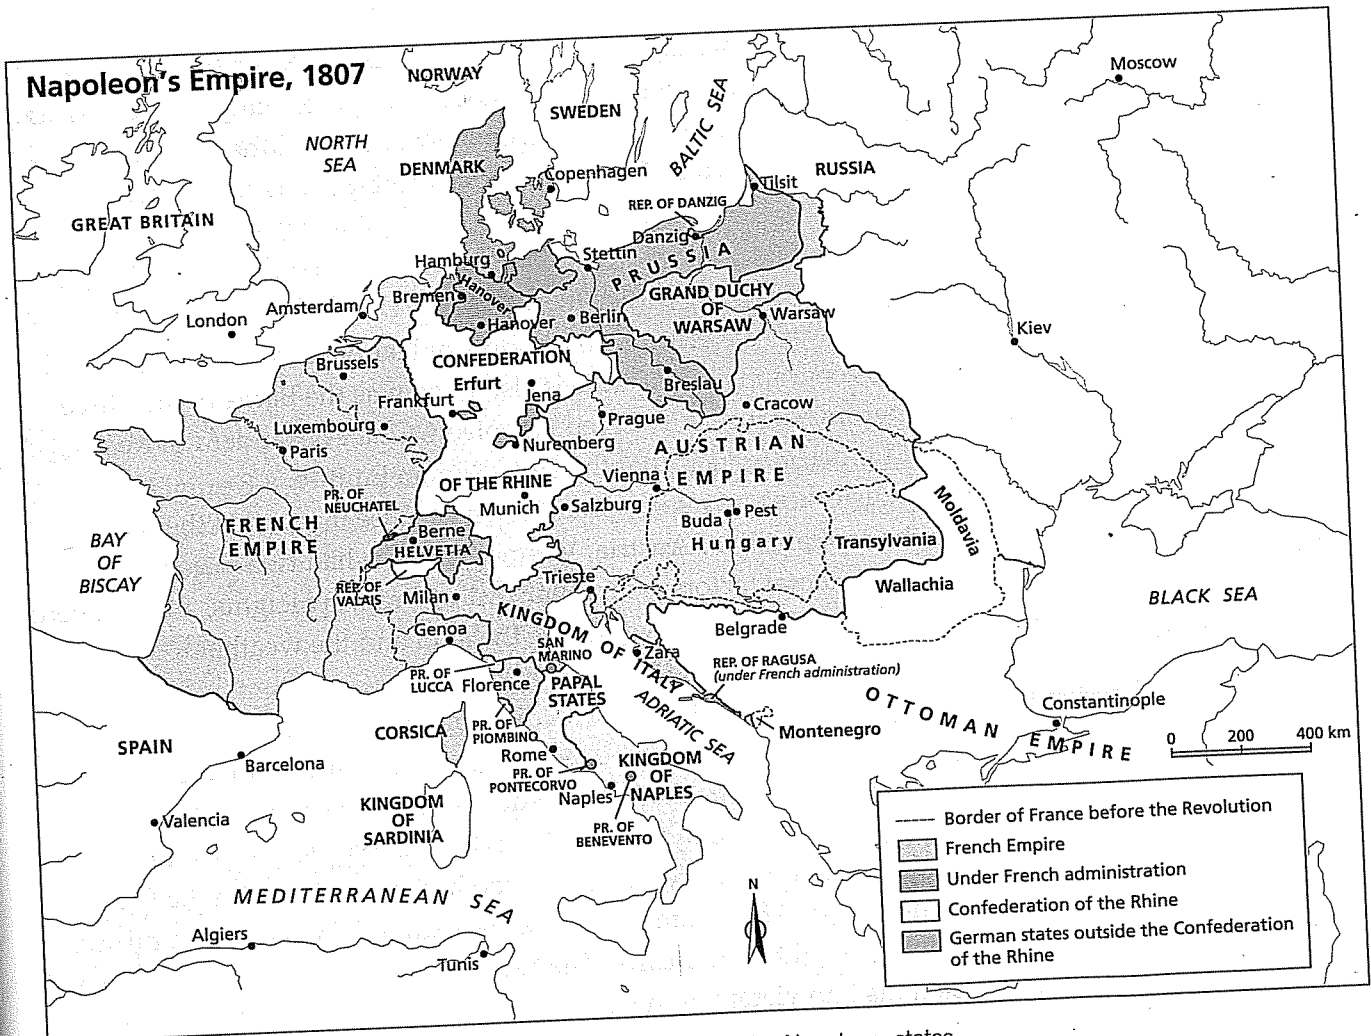 Napoleon's Empire, 1807
NORWAY
SWEDEN
Moscow
NORTH
SEA
BALTIC SEA
DENMARK
Copenhagen
Tilsit
RUSSIA
GREAT BRITAIN
REP. OF DANZIG
Danzig
Hamburg
Stettin
PRUSSIA
Bremen
Hanover
Hanover
Berlin
GRAND DUCHY
OF
WARSAW
Warsaw
Amsterdam
London
Kiev
Brussels
CONFEDERATION
Erfurt
Jena
Breslau
Frankfurt
Prague
Cracow
Luxembourg
Nuremberg
Paris
AUSTRIAN
EMPIRE
OF THE RHINE
Vienna
Munich
Salzburg
Buda
Pest
Hungary
Transylvania
Moldavia
Wallachia
PR. OF
NEUCHATEL
FRENCH
EMPIRE
Berne
HELVETIA
BAY
OF
BISCAY
REP. OF
VALAIS
Milan
Trieste
Genoa
KINGDOM OF ITALY
Belgrade
BLACK SEA
SAN
MARINO
Zara
REP. OF RAGUSA
(under French administration)
PR. OF
LUCCA
Florence
PAPAL
STATES
ADRIATIC SEA
OTTOMAN EMPIRE
Constantinople
Montenegro
CORSICA
PR. OF
PIOMBINO
Rome
PR. OF
PONTECORVO
Naples
KINGDOM
OF
NAPLES
PR. OF
BENEVENTO
SPAIN
Barcelona
Valencia
KINGDOM
OF
SARDINIA
MEDITERRANEAN SEA
Algiers
Tunis
N
0 200 400 km
Border of France before the Revolution
French Empire
Under French administration
Confederation of the Rhine
German states outside the Confederation
of the Rhine
states